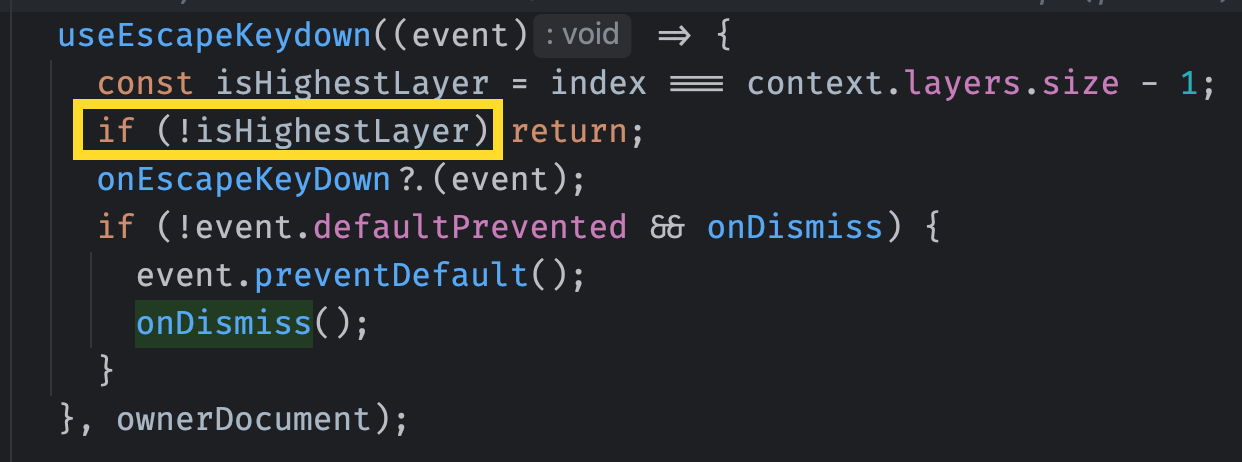 useEscapeKeydown((event) : void => {
const isHighestLayer = index === context.layers.size - 1;
if (!isHighestLayer) return;
onEscapeKeyDown?.(event);
if (!event.defaultPrevented && onDismiss) {
event.preventDefault();
onDismiss();
}
}, ownerDocument);